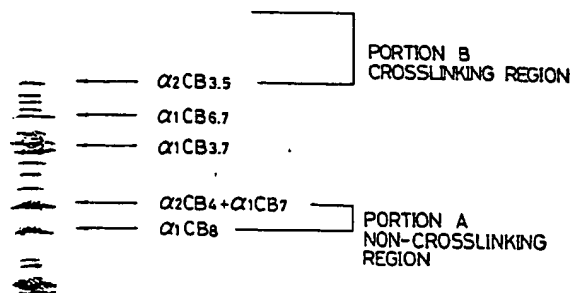 α2CB3.5
α1CB6.7
α1CB3.7
α2CB4+α1CB7
α1CB8
PORTION B
CROSSLINKING REGION
PORTION A
NON-CROSSLINKING
REGION